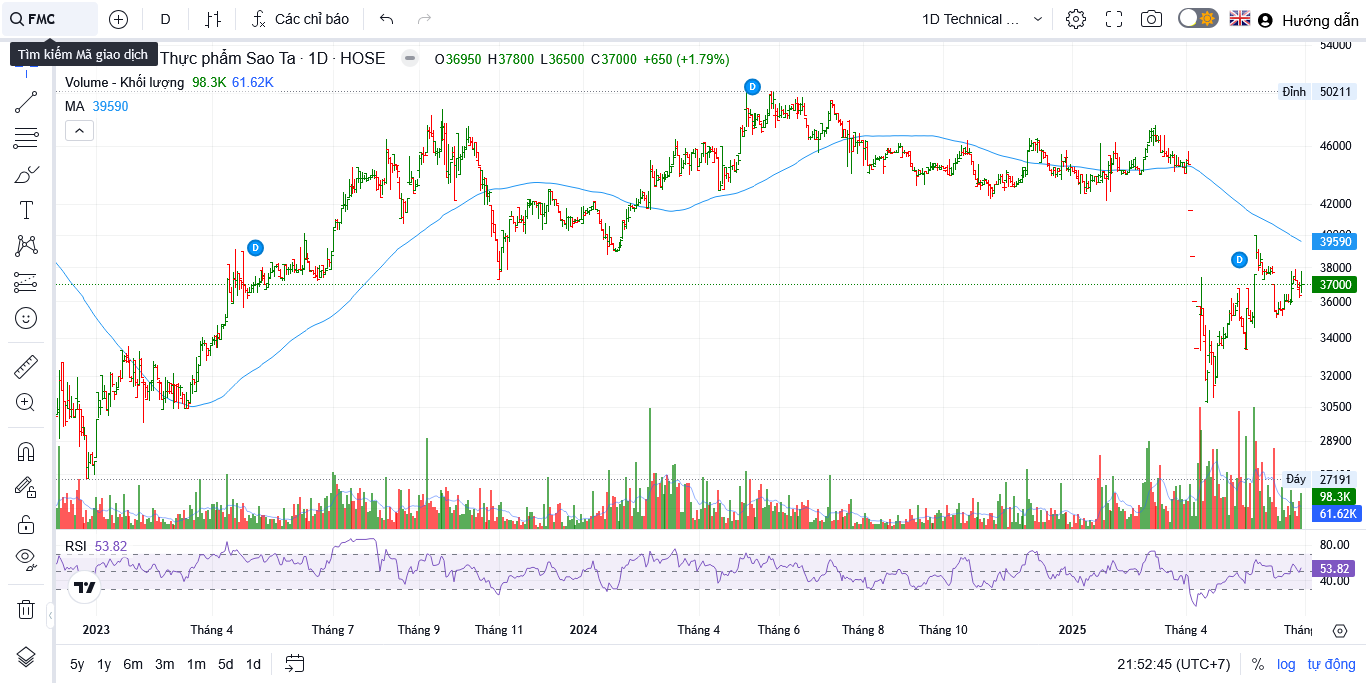 FMC
D
Các chỉ báo
1D Technical ...
Hướng dẫn
Tìm kiếm Mã giao dịch
Thực phẩm Sao Ta · 1D · HOSE
O36950 H37800 L36500 C37000 +650 (+1.79%)
Volume - Khối lượng 98.3K 61.62K
MA 39590
54000
Đỉnh 50211
46000
42000
40000
39590
38000
37000
36000
34000
32000
30500
28900
Đáy 27191
98.3K
61.62K
D
D
D
RSI 53.82
80.00
53.82
40.00
2023 Tháng 4 Tháng 7 Tháng 9 Tháng 11 2024 Tháng 4 Tháng 6 Tháng 8 Tháng 10 2025 Tháng 4
5y 1y 6m 3m 1m 5d 1d
21:52:45 (UTC+7) % log tự động